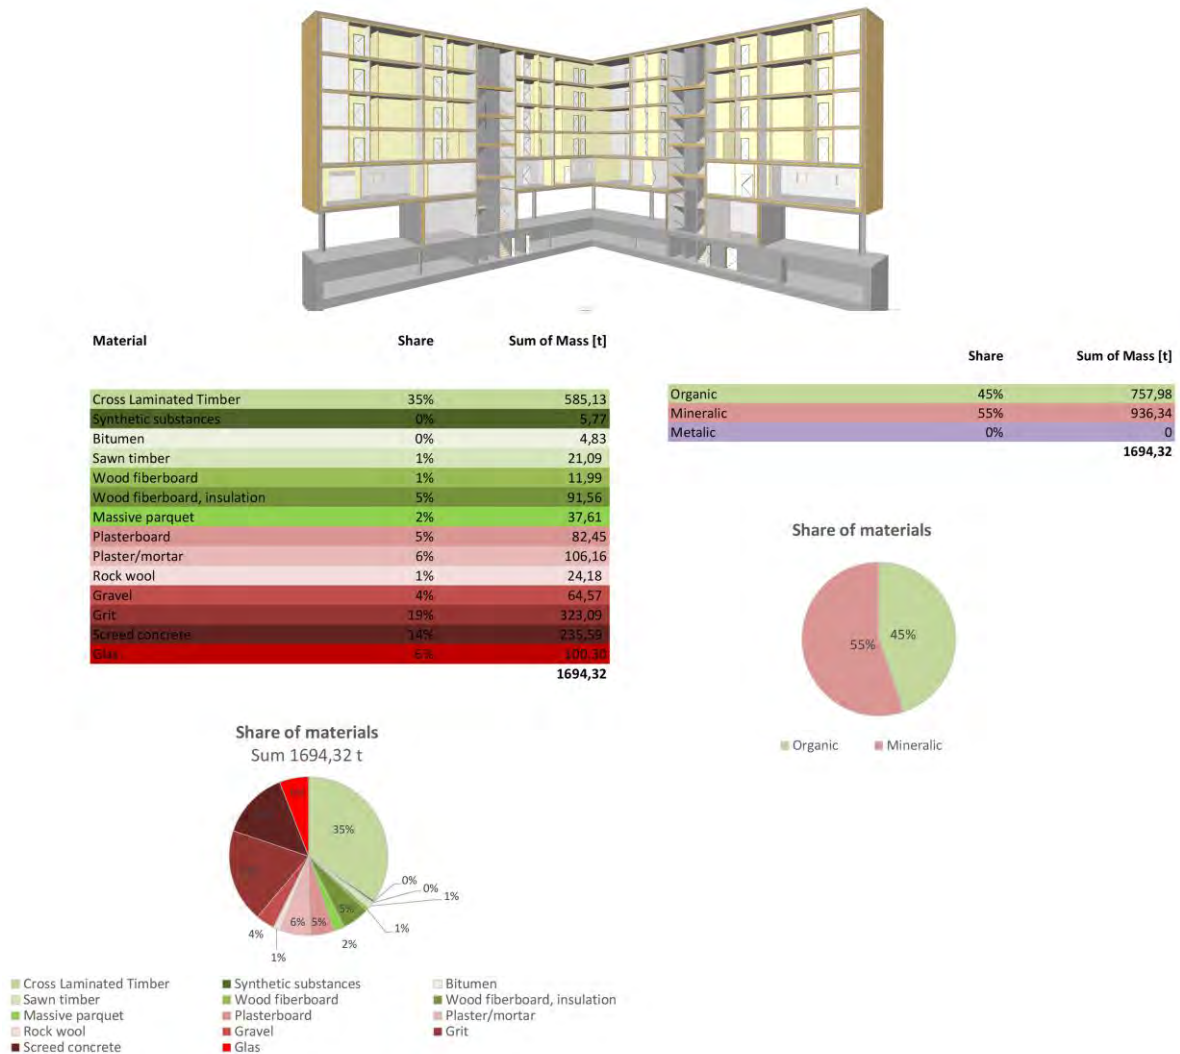 Material Share Sum of Mass [t]
Cross Laminated Timber 35% 585,13
Synthetic substances 0% 5,77
Bitumen 0% 4,83
Sawn timber 1% 21,09
Wood fiberboard 1% 11,99
Wood fiberboard, insulation 5% 91,56
Massive parquet 2% 37,61
Plasterboard 5% 82,45
Plaster/mortar 6% 106,16
Rock wool 1% 24,18
Gravel 4% 64,57
Grit 19% 323,09
Screed concrete 14% 235,59
Glas 6% 100,30
1694,32
Share Sum of Mass [t]
Organic 45% 757,98
Mineralic 55% 936,34
Metalic 0% 0
1694,32
Share of materials
45%
55%
Organic Mineralic
Share of materials
Sum 1694,32 t
35%
0%
0%
1%
1%
5%
2%
5%
6%
1%
4%
Cross Laminated Timber Synthetic substances Bitumen
Sawn timber Wood fiberboard Wood fiberboard, insulation
Massive parquet Plasterboard Plaster/mortar
Rock wool Gravel Grit
Screed concrete Glas